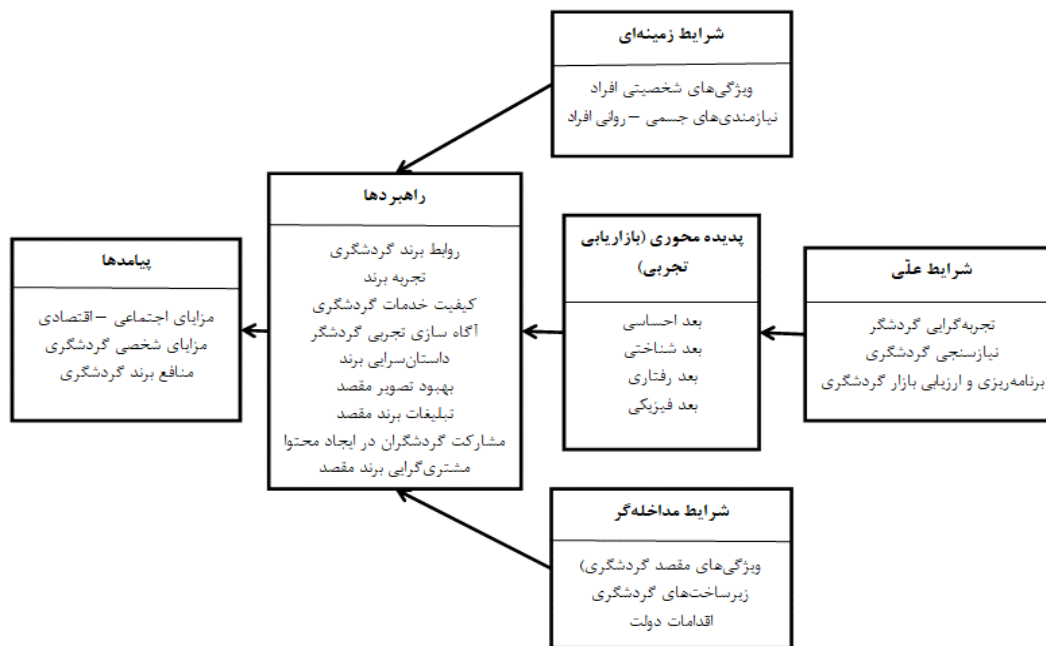 شرایط زمینه‌ای
ویژگی‌های شخصیتی افراد
نیازمندی‌های جسمی – روانی افراد
شرایط علّی
تجربه‌گرایی گردشگر
نیازسنجی گردشگری
برنامه‌ریزی و ارزیابی بازار گردشگری
پدیده محوری (بازاریابی
تجربی)
بعد احساسی
بعد شناختی
بعد رفتاری
بعد فیزیکی
راهبردها
روابط برند گردشگری
تجربه برند
کیفیت خدمات گردشگری
آگاه سازی تجربی گردشگر
داستان‌سرایی برند
بهبود تصویر مقصد
تبلیغات برند مقصد
مشارکت گردشگران در ایجاد محتوا
مشتری‌گرایی برند مقصد
پیامدها
مزایای اجتماعی – اقتصادی
مزایای شخصی گردشگری
منافع برند گردشگری
شرایط مداخله‌گر
ویژگی‌های مقصد گردشگری)
زیرساخت‌های گردشگری
اقدامات دولت